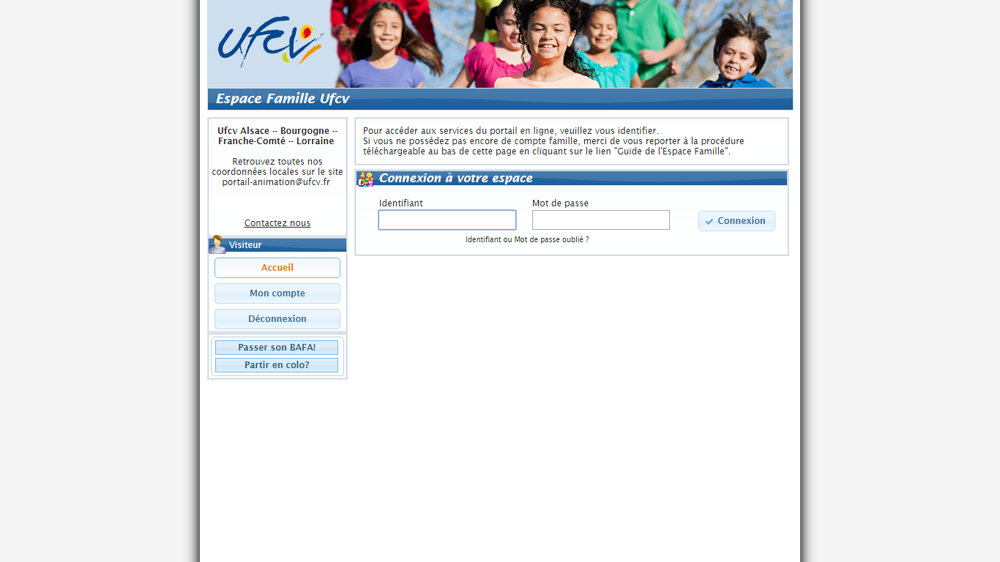 ufcv
Espace Famille Ufcv
Ufcv Alsace -- Bourgogne --
Franche-Comté -- Lorraine
Retrouvez toutes nos
coordonnées locales sur le site
portail-animation@ufcv.fr
Contactez nous
Visiteur
Accueil
Mon compte
Déconnexion
Passer son BAFA!
Partir en colo?
Pour accéder aux services du portail en ligne, veuillez vous identifier.
Si vous ne possédez pas encore de compte famille, merci de vous reporter à la procédure
téléchargeable au bas de cette page en cliquant sur le lien "Guide de l'Espace Famille".
Connexion à votre espace
Identifiant
Mot de passe
Connexion
Identifiant ou Mot de passe oublié ?